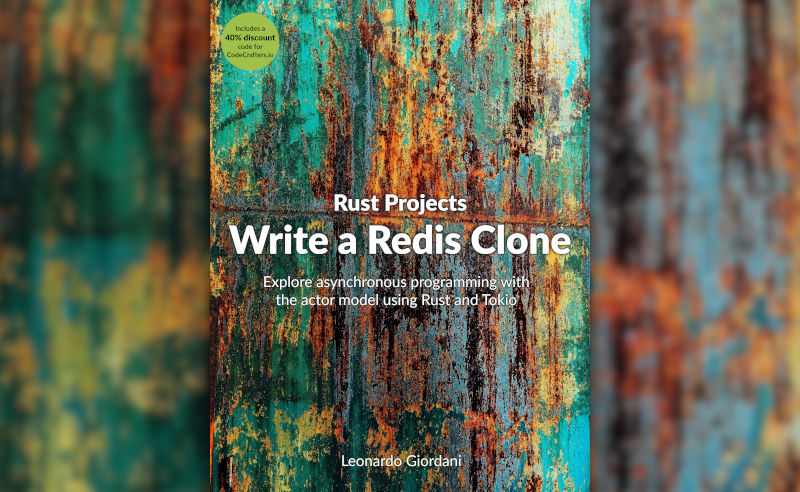 Includes a
40% discount
code for
CodeCrafters.io
Rust Projects
Write a Redis Clone
Explore asynchronous programming with
the actor model using Rust and Tokio
Leonardo Giordani